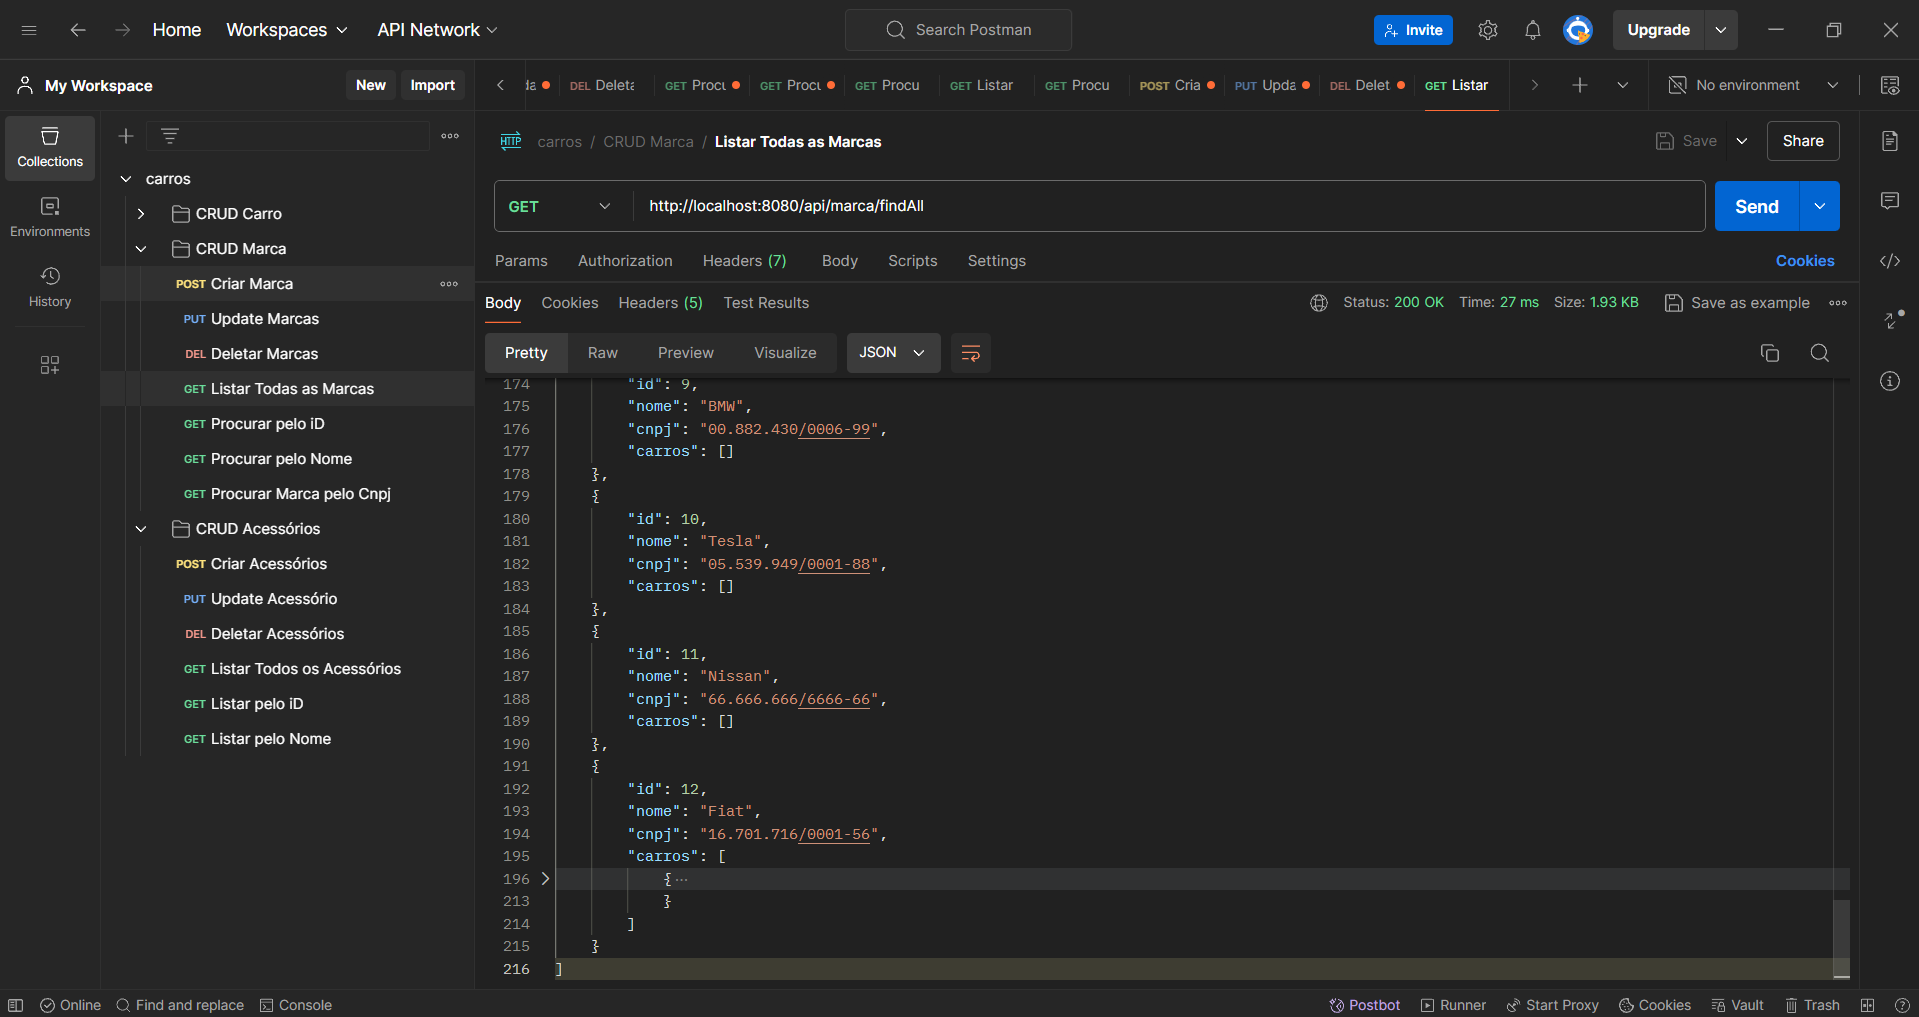 Home Workspaces API Network Search Postman Invite Upgrade
My Workspace New Import
DEL Delet GET Procu GET Procu GET Procu GET Listar GET Procu POST Cria PUT Upda DEL Delet GET Listar No environment
Collections
Environments
History
carros
CRUD Carro
CRUD Marca
POST Criar Marca
PUT Update Marcas
DEL Deletar Marcas
GET Listar Todas as Marcas
GET Procurar pelo iD
GET Procurar pelo Nome
GET Procurar Marca pelo Cnpj
CRUD Acessórios
POST Criar Acessórios
PUT Update Acessório
DEL Deletar Acessórios
GET Listar Todos os Acessórios
GET Listar pelo iD
GET Listar pelo Nome
HTTP carros / CRUD Marca / Listar Todas as Marcas Save Share
GET http://localhost:8080/api/marca/findAll Send
Params Authorization Headers (7) Body Scripts Settings Cookies
Body Cookies Headers (5) Test Results Status: 200 OK Time: 27 ms Size: 1.93 KB Save as example
Pretty Raw Preview Visualize JSON
174 "id": 9,
175 "nome": "BMW",
176 "cnpj": "00.882.430/0006-99",
177 "carros": []
178 },
179 {
180 "id": 10,
181 "nome": "Tesla",
182 "cnpj": "05.539.949/0001-88",
183 "carros": []
184 },
185 {
186 "id": 11,
187 "nome": "Nissan",
188 "cnpj": "66.666.666/6666-66",
189 "carros": []
190 },
191 {
192 "id": 12,
193 "nome": "Fiat",
194 "cnpj": "16.701.716/0001-56",
195 "carros": [
196 { ...
213 }
214 ]
215 }
216 ]
Online Find and replace Console Postbot Runner Start Proxy Cookies Vault Trash